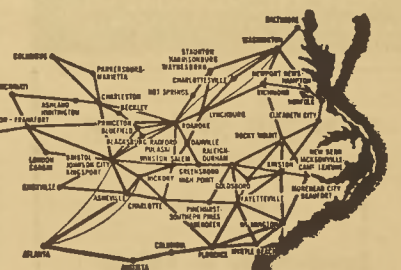 BALTIMORE
WASHINGTON
COLUMBUS
STAUNTON
HARRISONBURG
WAYNESBORO
PARKERSBURG-
MARIETTA
CHARLOTTESVILLE
NEWPORT NEWS-
HAMPTON
HOT SPRINGS
RICHMOND
CHARLESTON
NORFOLK
ASHLAND
HUNTINGTON
BECKLEY
LYNCHBURG
ELIZABETH CITY
- FRANKFORT
PRINCETON
BLUEFIELD
ROANOKE
BLACKSBURG RADFORD
PULASKI
DANVILLE
ROCKY MOUNT
RALEIGH-
DURHAM
LONDON
CORBIN
BRISTOL
JOHNSON CITY
KINGSPORT
WINSTON SALEM
GREENSBORO
HIGH POINT
KINSTON
NEW BERN
JACKSONVILLE
CAMP LEJEUNE
HICKORY
GOLDSBORO
MOREHEAD CITY
BEAUFORT
KNOXVILLE
ASHEVILLE
CHARLOTTE
FAYETTEVILLE
PINEHURST-
SOUTHERN PINES
ABERDEEN
WILMINGTON
ATLANTA
COLUMBIA
FLORENCE
MYRTLE BEACH
AUGUSTA